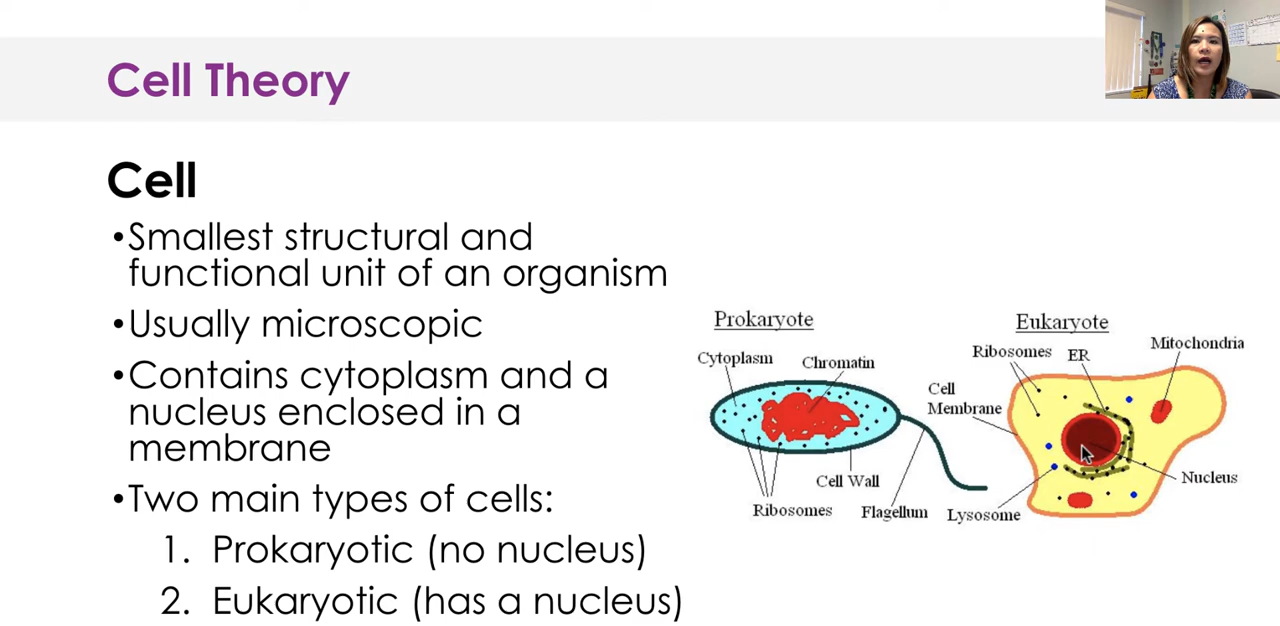 Cell Theory
Cell
•Smallest structural and
functional unit of an organism
•Usually microscopic
•Contains cytoplasm and a
nucleus enclosed in a
membrane
•Two main types of cells:
1. Prokaryotic (no nucleus)
2. Eukaryotic (has a nucleus)
Prokaryote
Cytoplasm
Chromatin
Cell Wall
Ribosomes
Flagellum
Eukaryote
Ribosomes
ER
Mitochondria
Cell
Membrane
Nucleus
Lysosome